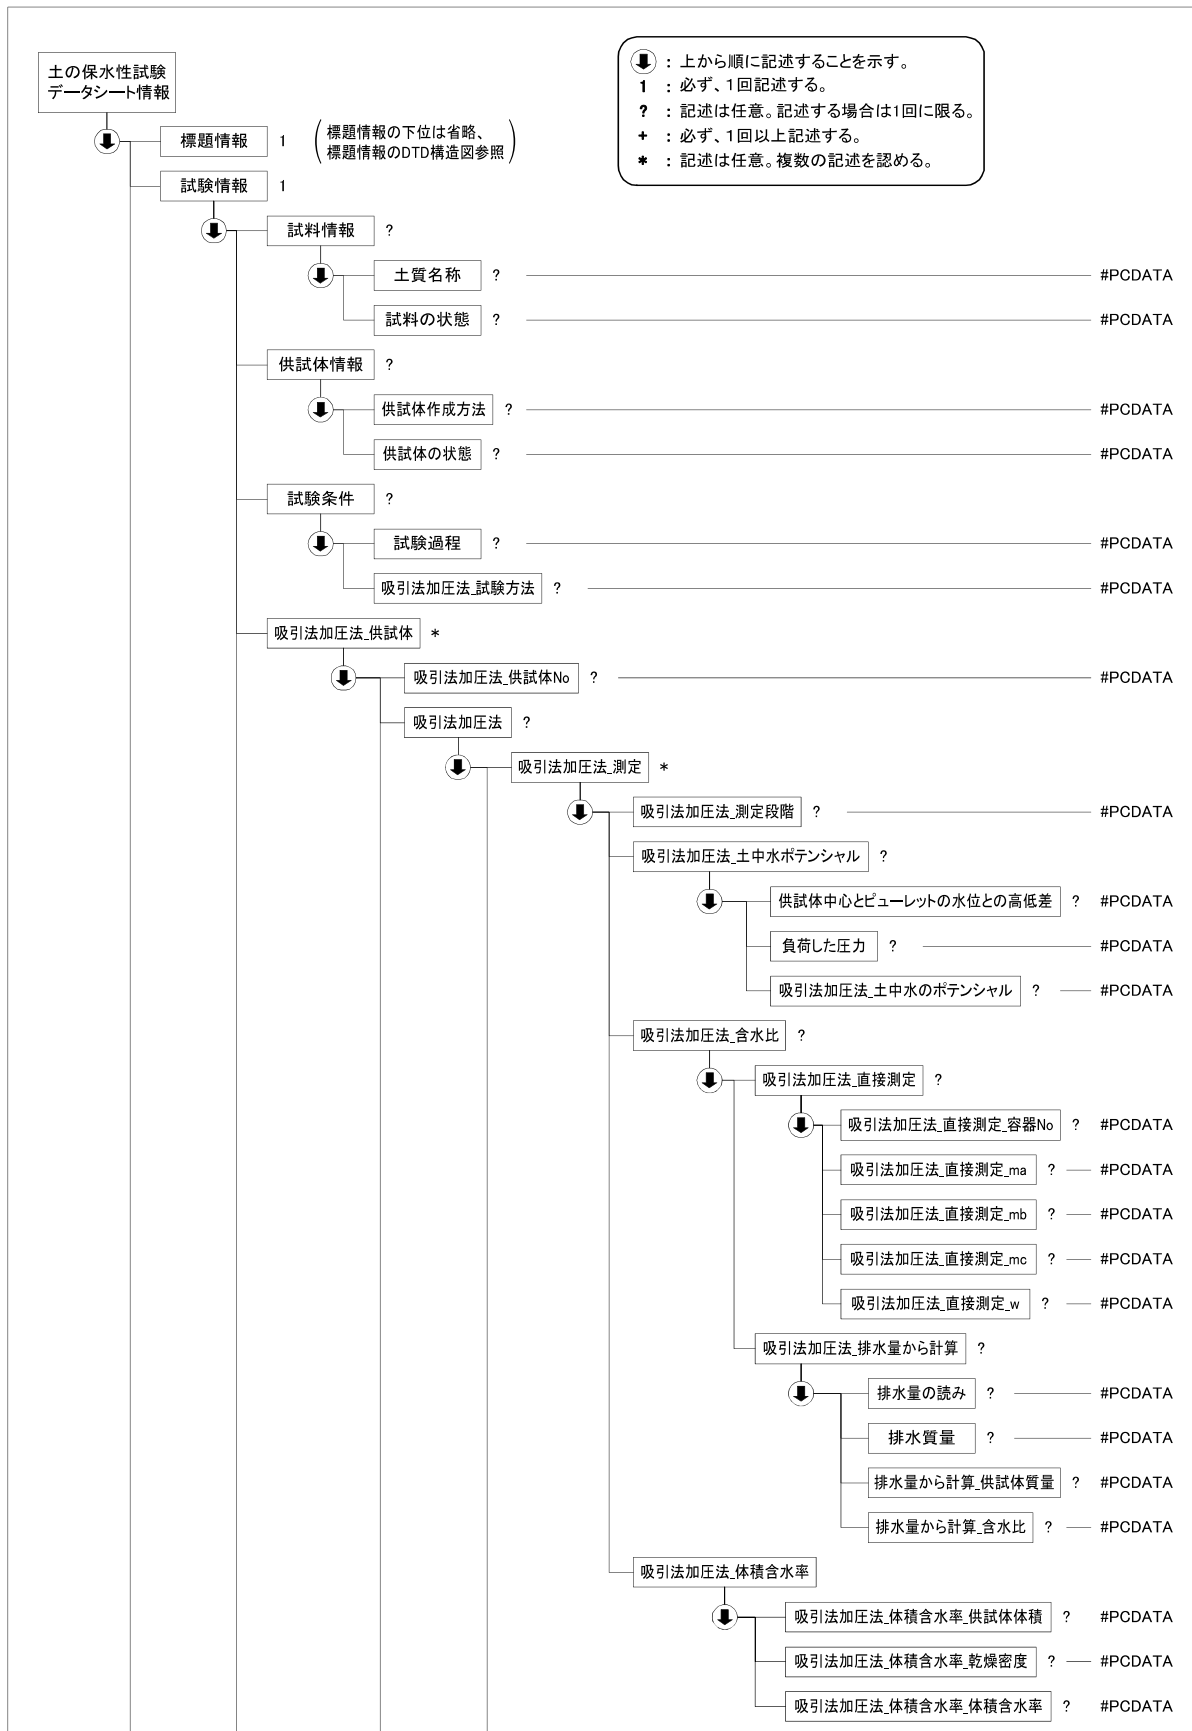 土の保水性試験
データシート情報
: 上から順に記述することを示す。
1 : 必ず、1回記述する。
? : 記述は任意。記述する場合は1回に限る。
+ : 必ず、1回以上記述する。
* : 記述は任意。複数の記述を認める。
標題情報 1
標題情報の下位は省略、
標題情報のDTD構造図参照
試験情報 1
試料情報 ?
土質名称 ? #PCDATA
試料の状態 ? #PCDATA
供試体情報 ?
供試体作成方法 ? #PCDATA
供試体の状態 ? #PCDATA
試験条件 ?
試験過程 ? #PCDATA
吸引法加圧法_試験方法 ? #PCDATA
吸引法加圧法_供試体 *
吸引法加圧法_供試体No ? #PCDATA
吸引法加圧法 ?
吸引法加圧法_測定 *
吸引法加圧法_測定段階 ? #PCDATA
吸引法加圧法_土中水ポテンシャル ?
供試体中心とビューレットの水位との高低差 ? #PCDATA
負荷した圧力 ? #PCDATA
吸引法加圧法_土中水のポテンシャル ? #PCDATA
吸引法加圧法_含水比 ?
吸引法加圧法_直接測定 ?
吸引法加圧法_直接測定_容器No ? #PCDATA
吸引法加圧法_直接測定_ma ? #PCDATA
吸引法加圧法_直接測定_mb ? #PCDATA
吸引法加圧法_直接測定_mc ? #PCDATA
吸引法加圧法_直接測定_w ? #PCDATA
吸引法加圧法_排水量から計算 ?
排水量の読み ? #PCDATA
排水質量 ? #PCDATA
排水量から計算_供試体質量 ? #PCDATA
排水量から計算_含水比 ? #PCDATA
吸引法加圧法_体積含水率
吸引法加圧法_体積含水率_供試体体積 ? #PCDATA
吸引法加圧法_体積含水率_乾燥密度 ? #PCDATA
吸引法加圧法_体積含水率_体積含水率 ? #PCDATA